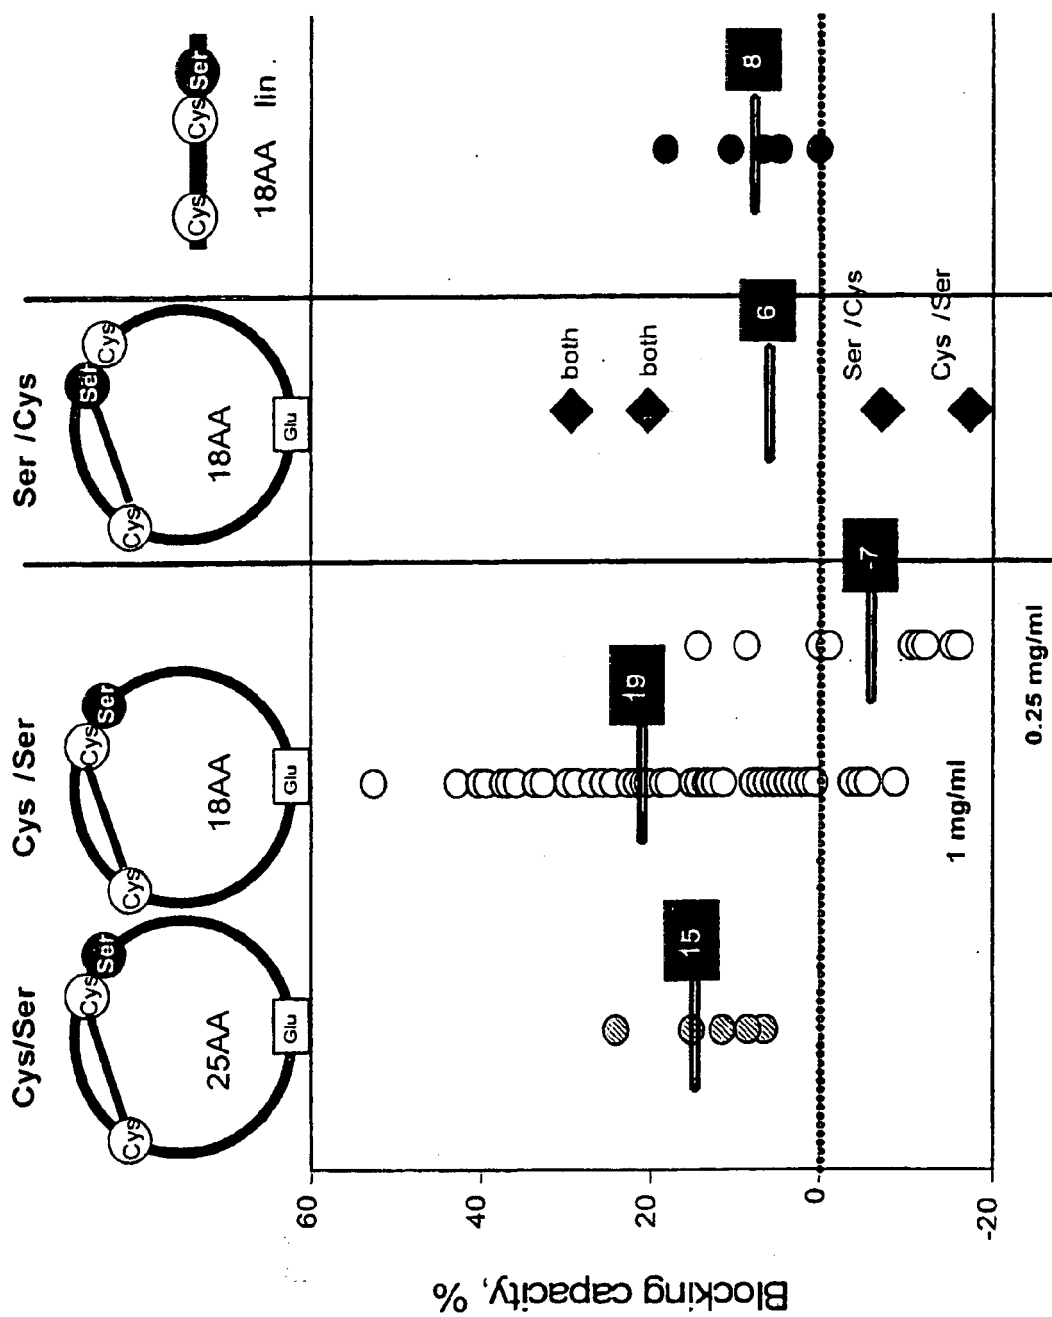 Cys/Ser
Cys /Ser
Ser /Cys
Cys Cys Ser
25AA
Glu
Cys Cys Ser
18AA
Glu
Cys Ser Cys
18AA
Glu
Cys Cys Ser
18AA lin.
Blocking capacity, %
60
40
20
0
-20
15
19
-7
6
8
both
both
Ser /Cys
Cys /Ser
1 mg/ml
0.25 mg/ml